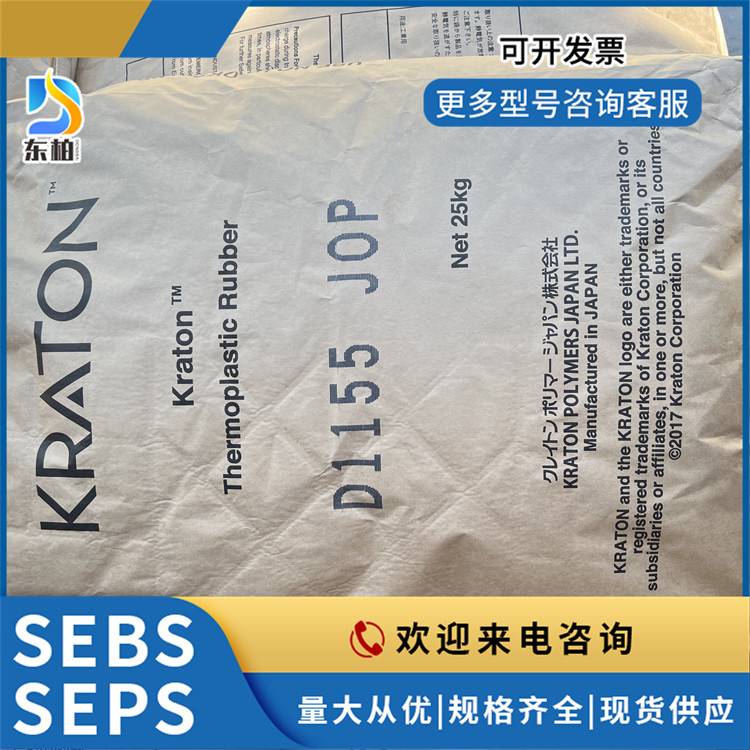 可开发票
更多型号咨询客服
东柏
KRATON™
Kraton™
Thermoplastic Rubber
D1155 JOP
Net 25kg
クレイトン ポリマー ジャパン 株式会社
KRATON POLYMERS JAPAN LTD.
Manufactured in JAPAN
KRATON and the KRATON logo are either trademarks or
registered trademarks of Kraton Corporation, or its
subsidiaries or affiliates, in one or more, but not all countries
©2017 Kraton Corporation
SEBS
SEPS
欢迎来电咨询
量大从优|规格齐全|现货供应